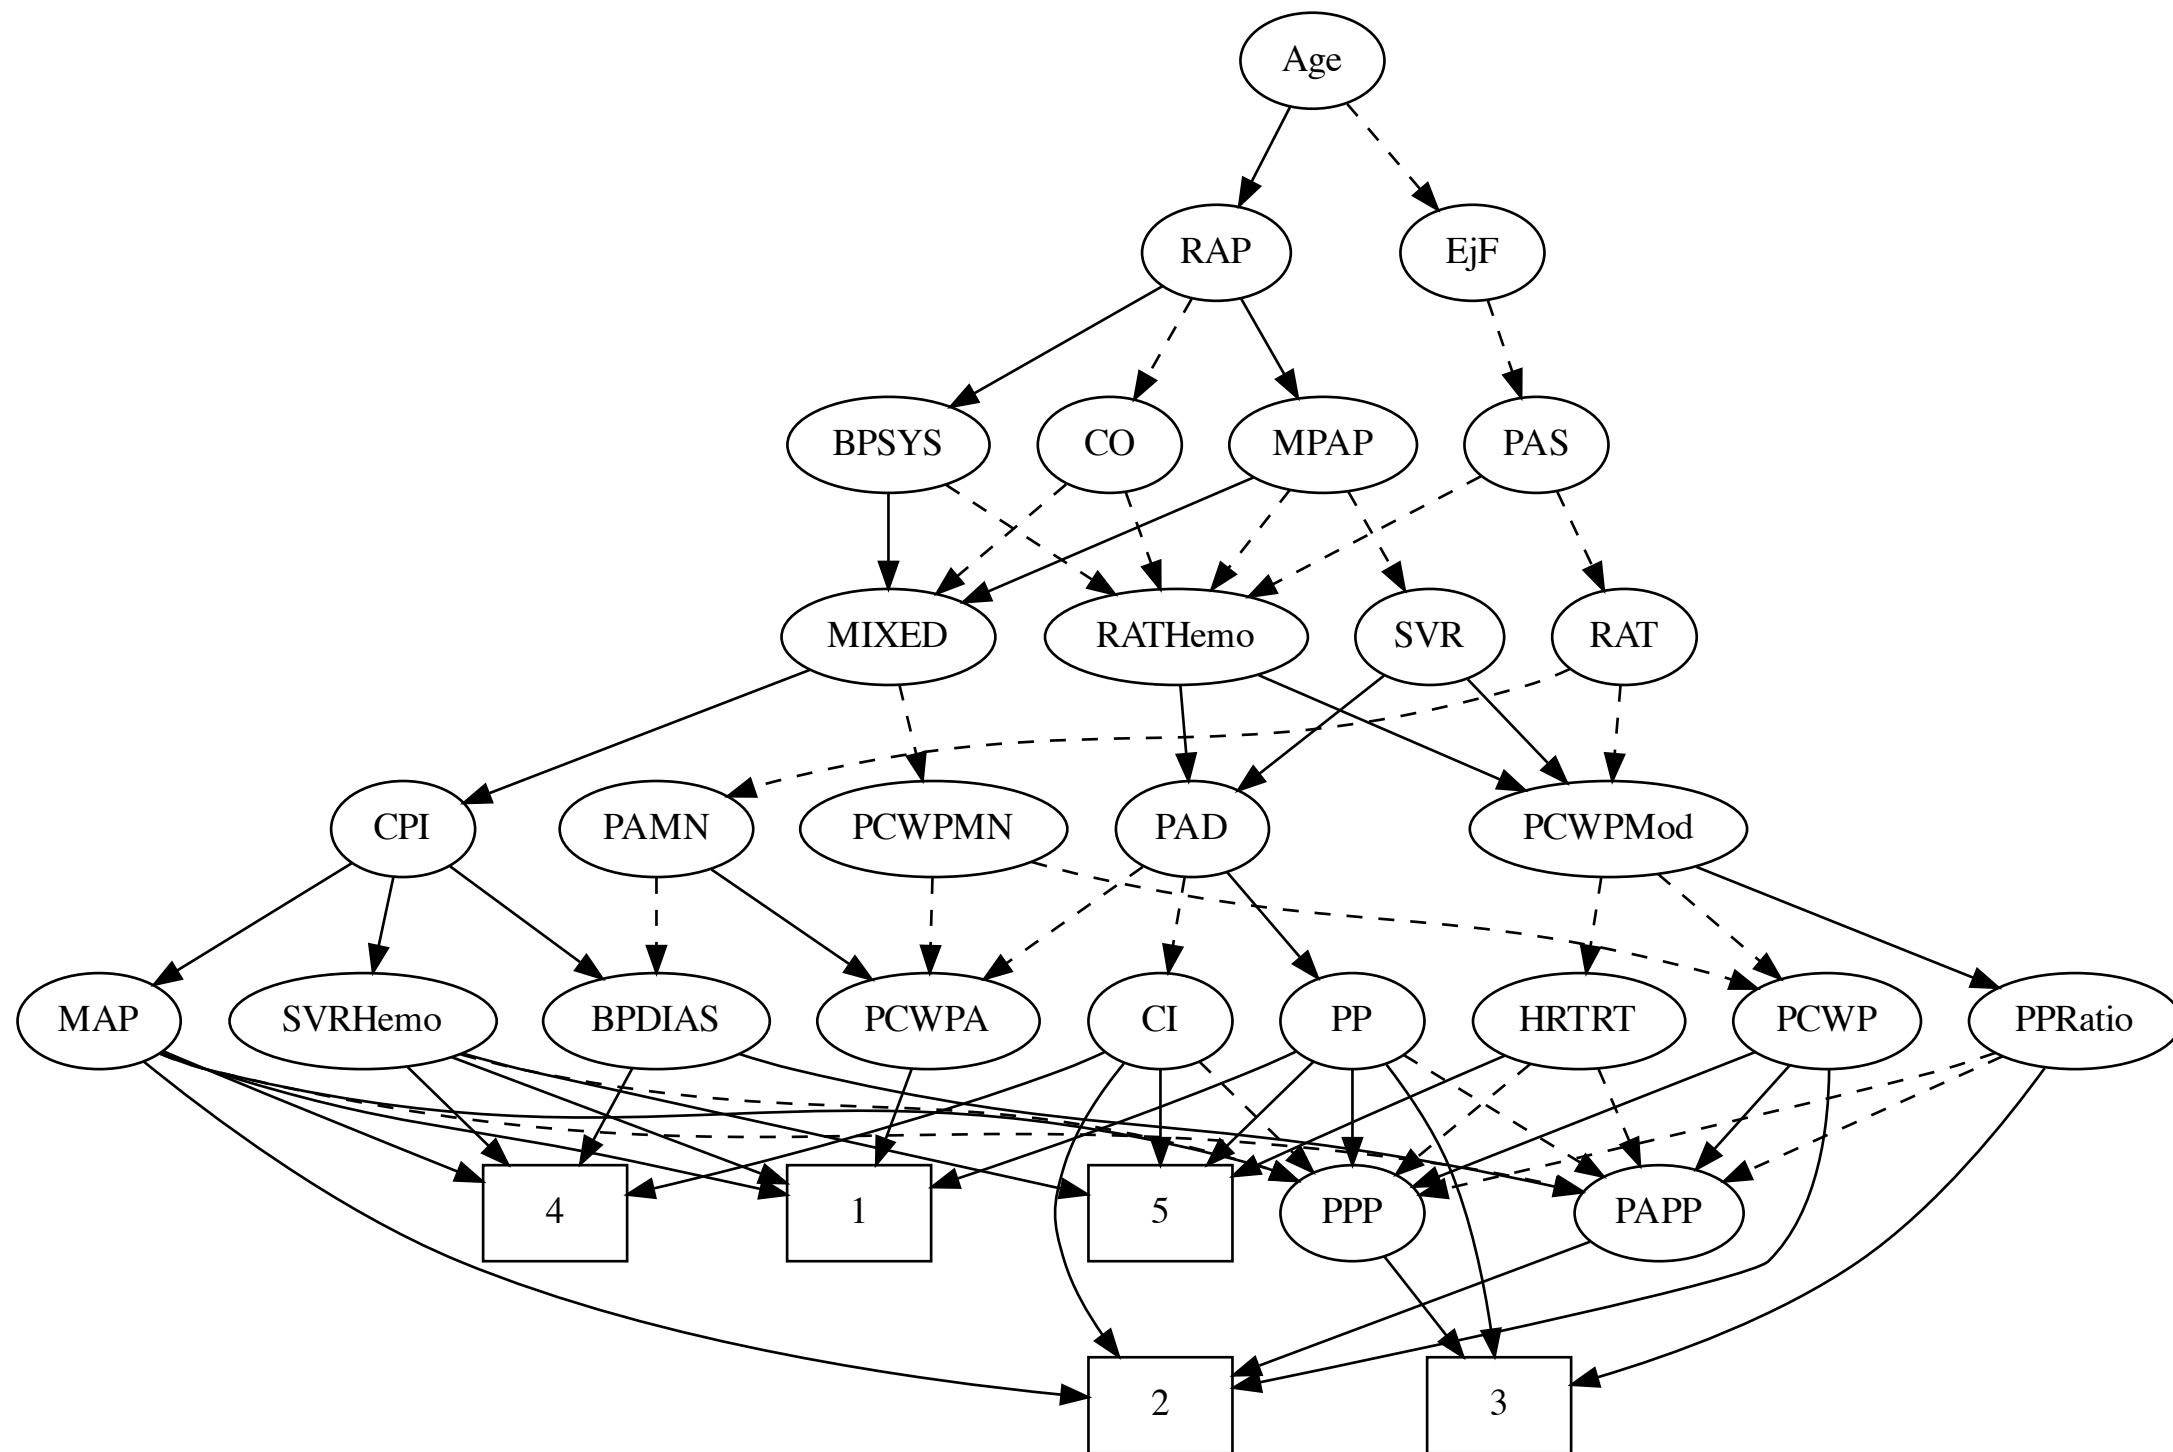 Age
RAP EjF
BPSYS CO MPAP PAS
MIXED RATHemo SVR RAT
CPI PAMN PCWPMN PAD PCWPMod
MAP SVRHemo BPDIAS PCWPA CI PP HRTRT PCWP PPRatio
4 1 5 PPP PAPP
2 3